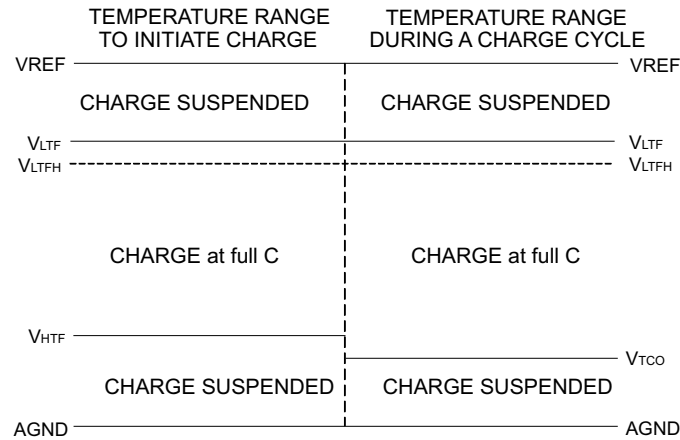 TEMPERATURE RANGE
TO INITIATE CHARGE
TEMPERATURE RANGE
DURING A CHARGE CYCLE
VREF
VREF
CHARGE SUSPENDED
CHARGE SUSPENDED
VLTF
VLTF
VLTFH
VLTFH
CHARGE at full C
CHARGE at full C
VHTF
VTCO
CHARGE SUSPENDED
CHARGE SUSPENDED
AGND
AGND